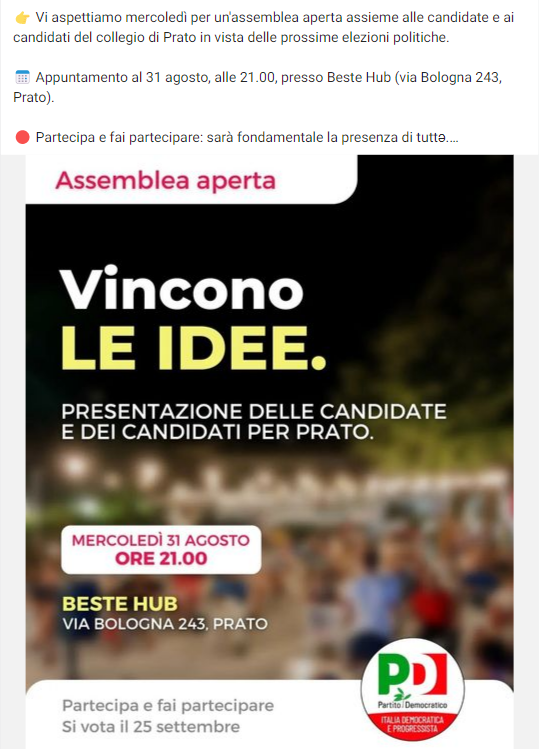 👉 Vi aspettiamo mercoledì per un'assemblea aperta assieme alle candidate e ai
candidati del collegio di Prato in vista delle prossime elezioni politiche.
📅 Appuntamento al 31 agosto, alle 21.00, presso Beste Hub (via Bologna 243,
Prato).
🔴 Partecipa e fai partecipare: sarà fondamentale la presenza di tuttə....
Assemblea aperta
Vincono
LE IDEE.
PRESENTAZIONE DELLE CANDIDATE
E DEI CANDIDATI PER PRATO.
MERCOLEDÌ 31 AGOSTO
ORE 21.00
BESTE HUB
VIA BOLOGNA 243, PRATO
Partecipa e fai partecipare
Si vota il 25 settembre
PD
Partito Democratico
ITALIA DEMOCRATICA
E PROGRESSISTA